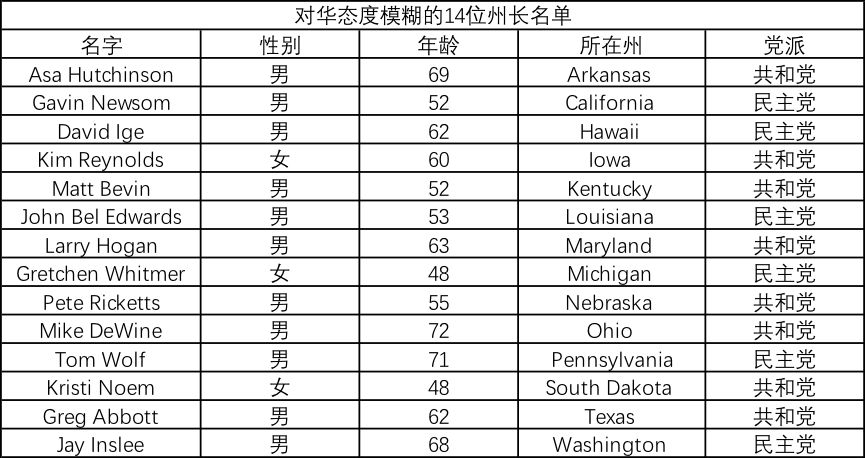 对华态度模糊的14位州长名单
名字 性别 年龄 所在州 党派
Asa Hutchinson 男 69 Arkansas 共和党
Gavin Newsom 男 52 California 民主党
David Ige 男 62 Hawaii 民主党
Kim Reynolds 女 60 Iowa 共和党
Matt Bevin 男 52 Kentucky 共和党
John Bel Edwards 男 53 Louisiana 民主党
Larry Hogan 男 63 Maryland 共和党
Gretchen Whitmer 女 48 Michigan 民主党
Pete Ricketts 男 55 Nebraska 共和党
Mike DeWine 男 72 Ohio 共和党
Tom Wolf 男 71 Pennsylvania 民主党
Kristi Noem 女 48 South Dakota 共和党
Greg Abbott 男 62 Texas 共和党
Jay Inslee 男 68 Washington 民主党